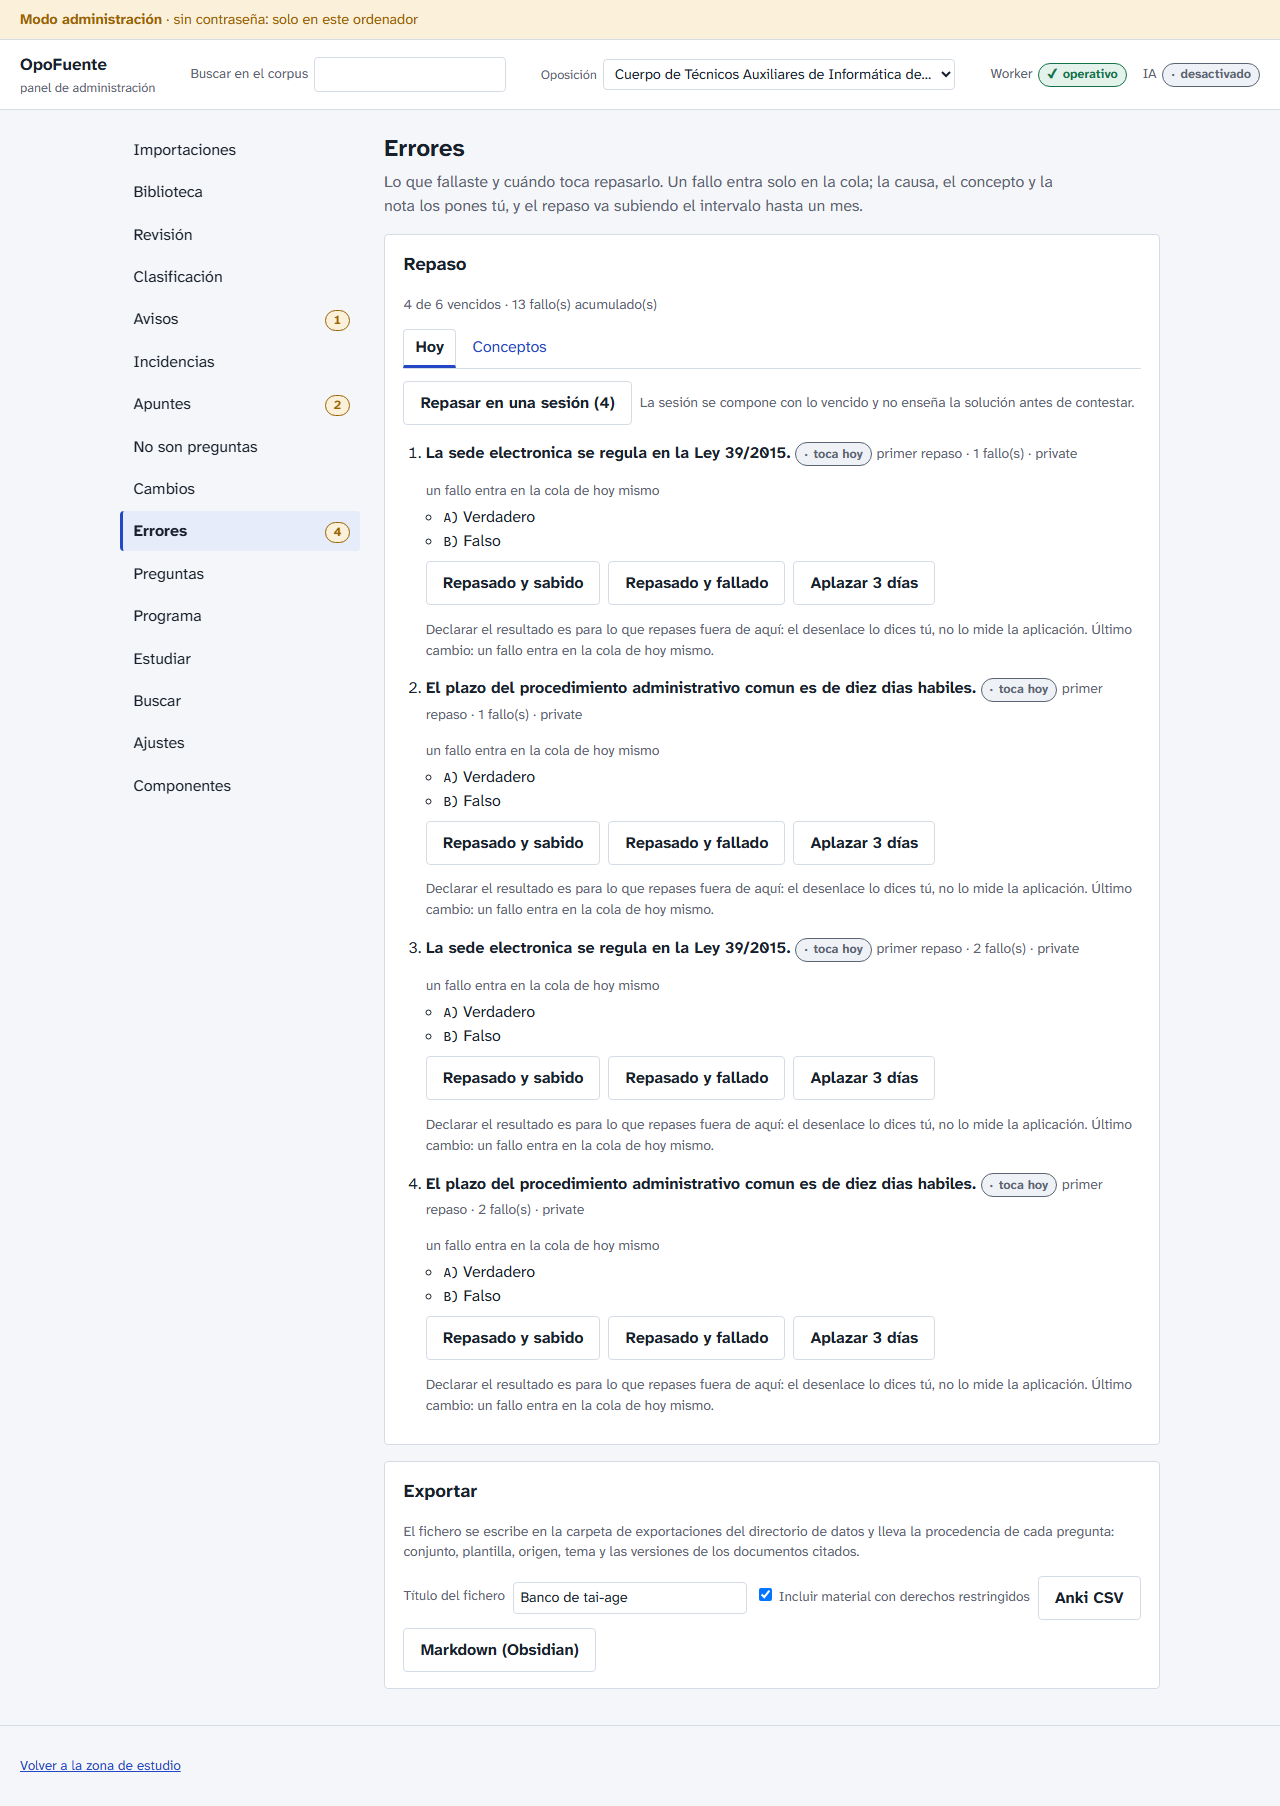 Modo administración · sin contraseña: solo en este ordenador
OpoFuente
panel de administración
Buscar en el corpus
Oposición
Cuerpo de Técnicos Auxiliares de Informática de...
Worker
✓ operativo
IA
· desactivado
Importaciones
Biblioteca
Revisión
Clasificación
Avisos
1
Incidencias
Apuntes
2
No son preguntas
Cambios
Errores
4
Preguntas
Programa
Estudiar
Buscar
Ajustes
Componentes
Errores
Lo que fallaste y cuándo toca repasarlo. Un fallo entra solo en la cola; la causa, el concepto y la
nota los pones tú, y el repaso va subiendo el intervalo hasta un mes.
Repaso
4 de 6 vencidos · 13 fallo(s) acumulado(s)
Hoy
Conceptos
Repasar en una sesión (4)
La sesión se compone con lo vencido y no enseña la solución antes de contestar.
1. La sede electronica se regula en la Ley 39/2015. · toca hoy primer repaso · 1 fallo(s) · private
un fallo entra en la cola de hoy mismo
A) Verdadero
B) Falso
Repasado y sabido
Repasado y fallado
Aplazar 3 días
Declarar el resultado es para lo que repases fuera de aquí: el desenlace lo dices tú, no lo mide la aplicación. Último
cambio: un fallo entra en la cola de hoy mismo.
2. El plazo del procedimiento administrativo comun es de diez dias habiles. · toca hoy primer
repaso · 1 fallo(s) · private
un fallo entra en la cola de hoy mismo
A) Verdadero
B) Falso
Repasado y sabido
Repasado y fallado
Aplazar 3 días
Declarar el resultado es para lo que repases fuera de aquí: el desenlace lo dices tú, no lo mide la aplicación. Último
cambio: un fallo entra en la cola de hoy mismo.
3. La sede electronica se regula en la Ley 39/2015. · toca hoy primer repaso · 2 fallo(s) · private
un fallo entra en la cola de hoy mismo
A) Verdadero
B) Falso
Repasado y sabido
Repasado y fallado
Aplazar 3 días
Declarar el resultado es para lo que repases fuera de aquí: el desenlace lo dices tú, no lo mide la aplicación. Último
cambio: un fallo entra en la cola de hoy mismo.
4. El plazo del procedimiento administrativo comun es de diez dias habiles. · toca hoy primer
repaso · 2 fallo(s) · private
un fallo entra en la cola de hoy mismo
A) Verdadero
B) Falso
Repasado y sabido
Repasado y fallado
Aplazar 3 días
Declarar el resultado es para lo que repases fuera de aquí: el desenlace lo dices tú, no lo mide la aplicación. Último
cambio: un fallo entra en la cola de hoy mismo.
Exportar
El fichero se escribe en la carpeta de exportaciones del directorio de datos y lleva la procedencia de cada pregunta:
conjunto, plantilla, origen, tema y las versiones de los documentos citados.
Título del fichero
Banco de tai-age
Incluir material con derechos restringidos
Anki CSV
Markdown (Obsidian)
Volver a la zona de estudio